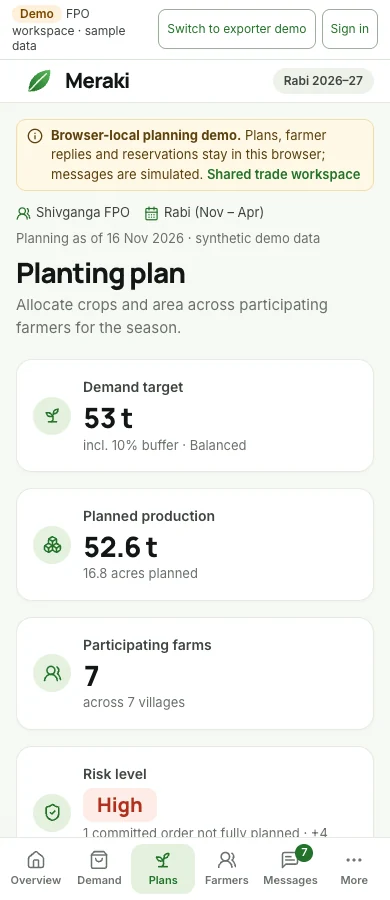 Demo FPO workspace · sample data
Switch to exporter demo
Sign in
Meraki
Rabi 2026–27
Browser-local planning demo. Plans, farmer
replies and reservations stay in this browser;
messages are simulated. Shared trade workspace
Shivganga FPO
Rabi (Nov – Apr)
Planning as of 16 Nov 2026 · synthetic demo data
Planting plan
Allocate crops and area across participating
farmers for the season.
Demand target
53 t
incl. 10% buffer · Balanced
Planned production
52.6 t
16.8 acres planned
Participating farms
7
across 7 villages
Risk level
High
1 committed order not fully planned · +4
7
Overview
Demand
Plans
Farmers
Messages
More